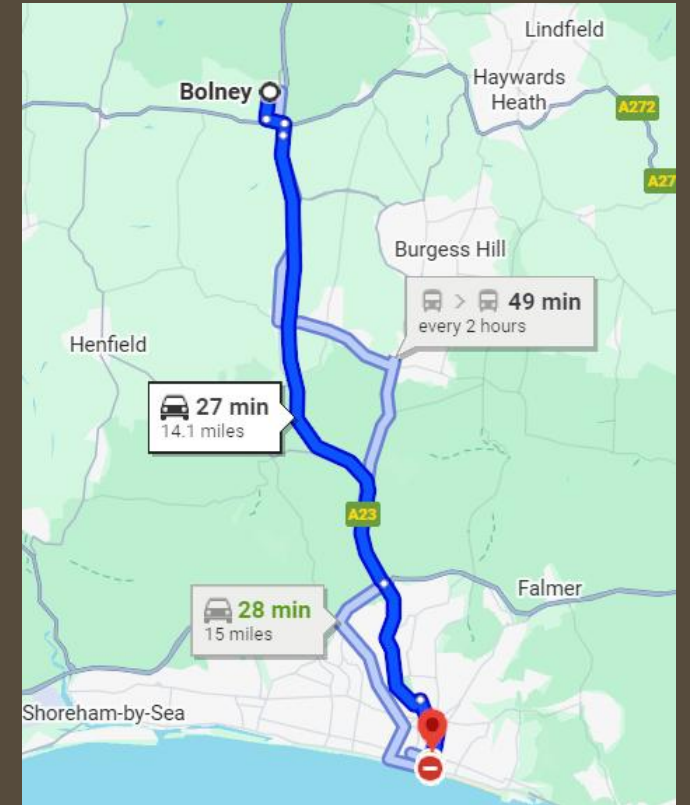 Lindfield
Bolney
Haywards
Heath
A272
A27
Burgess Hill
> 49 min
every 2 hours
Henfield
27 min
14.1 miles
A23
Falmer
28 min
15 miles
Shoreham-by-Sea